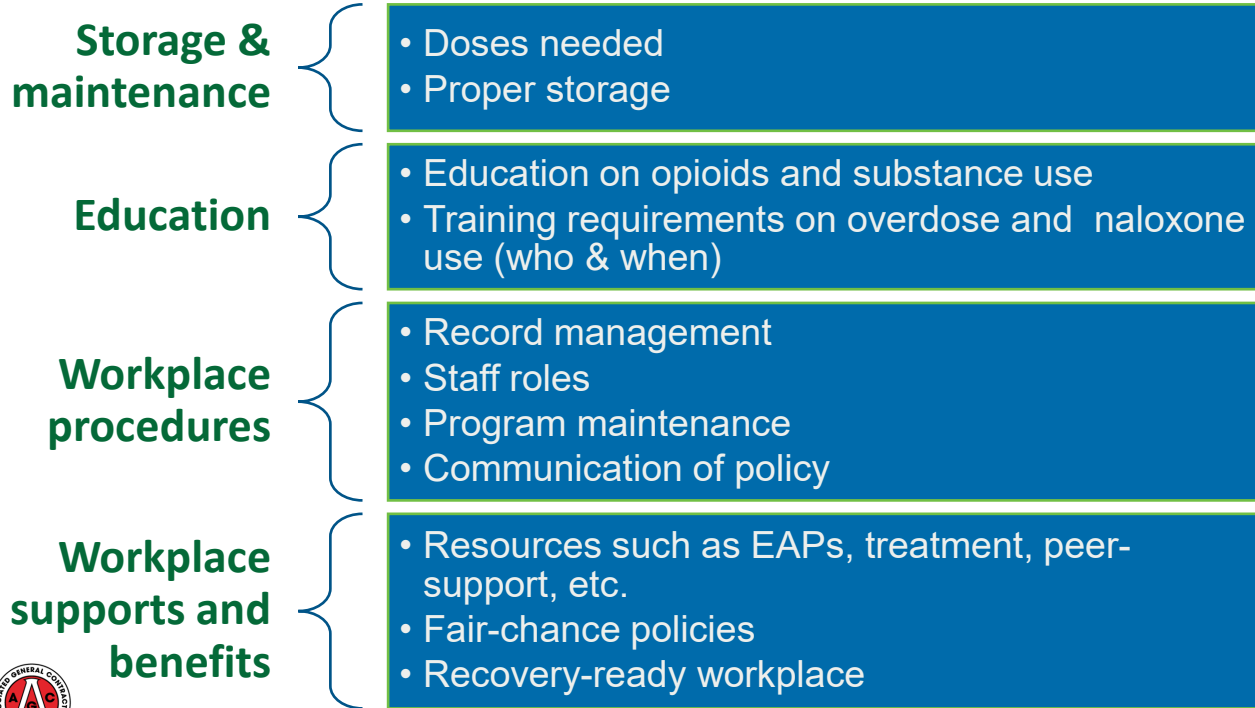 Storage &
maintenance
• Doses needed
• Proper storage
Education
• Education on opioids and substance use
• Training requirements on overdose and naloxone
use (who & when)
Workplace
procedures
• Record management
• Staff roles
• Program maintenance
• Communication of policy
Workplace
supports and
benefits
• Resources such as EAPs, treatment, peer-
support, etc.
• Fair-chance policies
• Recovery-ready workplace
GENERAL
A G C